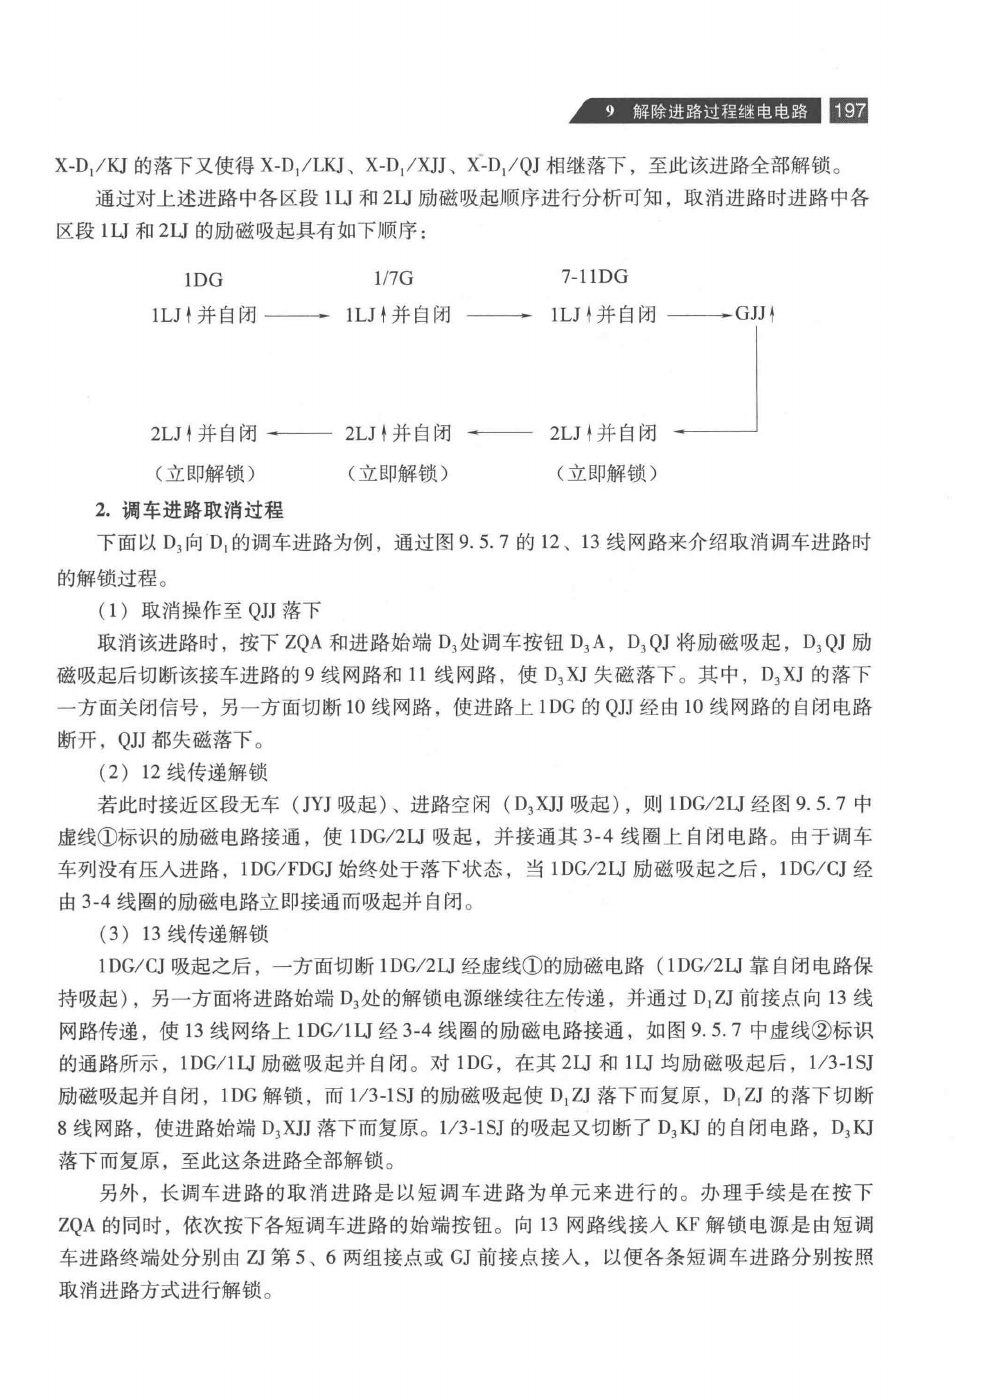 9 解除进路过程继电电路 197
X-D₁/KJ 的落下又使得 X-D₁/LKJ、X-D₁/XJJ、X-D₁/QJ 相继落下，至此该进路全部解锁。
通过对上述进路中各区段 1LJ 和 2LJ 励磁吸起顺序进行分析可知，取消进路时进路中各
区段 1LJ 和 2LJ 的励磁吸起具有如下顺序：
1DG 1/7G 7-11DG
1LJ↑并自闭 → 1LJ↑并自闭 → 1LJ↑并自闭 → GJJ↑
2LJ↑并自闭 ← 2LJ↑并自闭 ← 2LJ↑并自闭 ←
（立即解锁） （立即解锁） （立即解锁）
2. 调车进路取消过程
下面以 D₃向 D₁的调车进路为例，通过图 9.5.7 的 12、13 线网路来介绍取消调车进路时
的解锁过程。
（1）取消操作至 QJJ 落下
取消该进路时，按下 ZQA 和进路始端 D₃处调车按钮 D₃A，D₃QJ 将励磁吸起，D₃QJ 励
磁吸起后切断该接车进路的 9 线网路和 11 线网路，使 D₃XJ 失磁落下。其中，D₃XJ 的落下
一方面关闭信号，另一方面切断 10 线网路，使进路上 1DG 的 QJJ 经由 10 线网路的自闭电路
断开，QJJ 都失磁落下。
（2）12 线传递解锁
若此时接近区段无车（JYJ 吸起）、进路空闲（D₃XJJ 吸起），则 1DG/2LJ 经图 9.5.7 中
虚线①标识的励磁电路接通，使 1DG/2LJ 吸起，并接通其 3-4 线圈上自闭电路。由于调车
车列没有压入进路，1DG/FDGJ 始终处于落下状态，当 1DG/2LJ 励磁吸起之后，1DG/CJ 经
由 3-4 线圈的励磁电路立即接通而吸起并自闭。
（3）13 线传递解锁
1DG/CJ 吸起之后，一方面切断 1DG/2LJ 经虚线①的励磁电路（1DG/2LJ 靠自闭电路保
持吸起），另一方面将进路始端 D₃处的解锁电源继续往左传递，并通过 D₁ZJ 前接点向 13 线
网路传递，使 13 线网络上 1DG/1LJ 经 3-4 线圈的励磁电路接通，如图 9.5.7 中虚线②标识
的通路所示，1DG/1LJ 励磁吸起并自闭。对 1DG，在其 2LJ 和 1LJ 均励磁吸起后，1/3-1SJ
励磁吸起并自闭，1DG 解锁，而 1/3-1SJ 的励磁吸起使 D₁ZJ 落下而复原，D₁ZJ 的落下切断
8 线网路，使进路始端 D₃XJJ 落下而复原。1/3-1SJ 的吸起又切断了 D₃KJ 的自闭电路，D₃KJ
落下而复原，至此这条进路全部解锁。
另外，长调车进路的取消进路是以短调车进路为单元来进行的。办理手续是在按下
ZQA 的同时，依次按下各短调车进路的始端按钮。向 13 网路线接入 KF 解锁电源是由短调
车进路终端处分别由 ZJ 第 5、6 两组接点或 GJ 前接点接入，以便各条短调车进路分别按照
取消进路方式进行解锁。